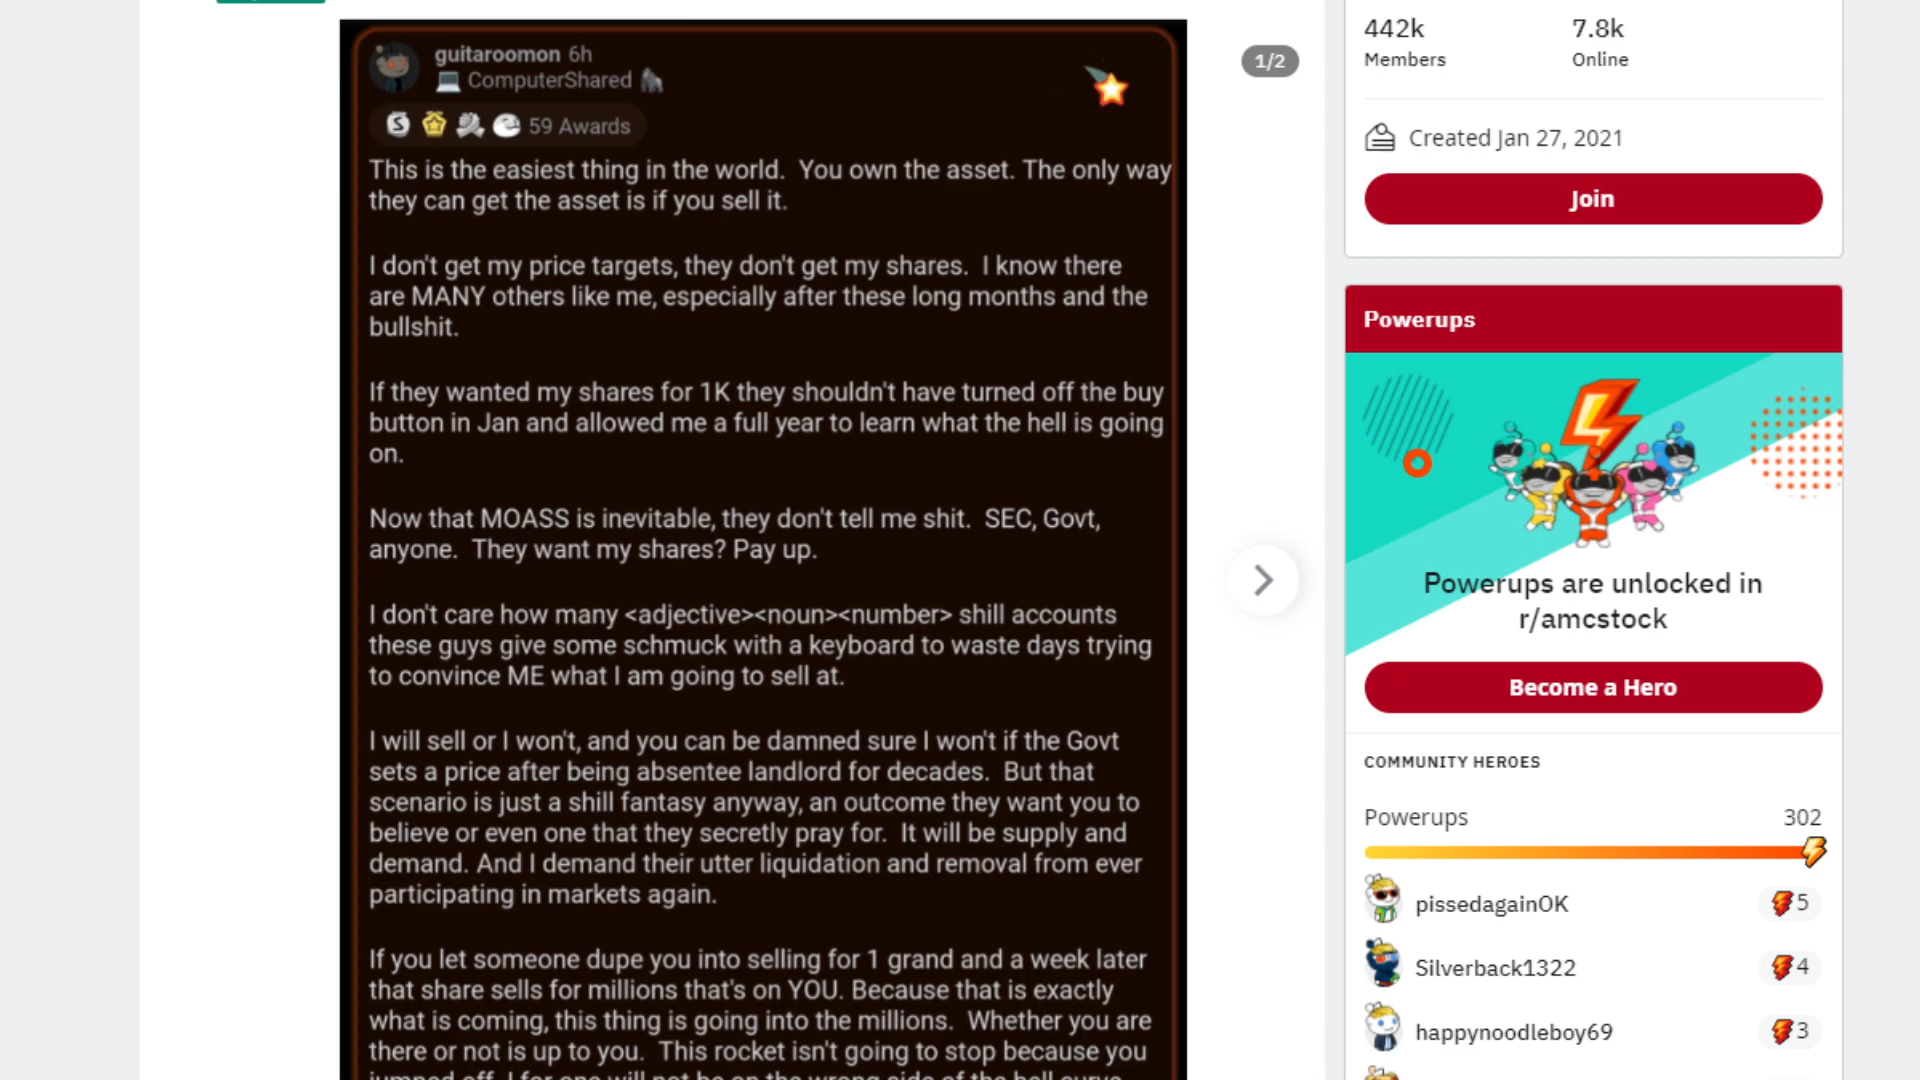 guitaroomon 6h
ComputerShared
59 Awards
This is the easiest thing in the world.  You own the asset. The only way
they can get the asset is if you sell it.
I don't get my price targets, they don't get my shares.  I know there
are MANY others like me, especially after these long months and the
bullshit.
If they wanted my shares for 1K they shouldn't have turned off the buy
button in Jan and allowed me a full year to learn what the hell is going
on.
Now that MOASS is inevitable, they don't tell me shit.  SEC, Govt,
anyone.  They want my shares? Pay up.
I don't care how many <adjective><noun><number> shill accounts
these guys give some schmuck with a keyboard to waste days trying
to convince ME what I am going to sell at.
I will sell or I won't, and you can be damned sure I won't if the Govt
sets a price after being absentee landlord for decades.  But that
scenario is just a shill fantasy anyway, an outcome they want you to
believe or even one that they secretly pray for.  It will be supply and
demand. And I demand their utter liquidation and removal from ever
participating in markets again.
If you let someone dupe you into selling for 1 grand and a week later
that share sells for millions that's on YOU. Because that is exactly
what is coming, this thing is going into the millions.  Whether you are
there or not is up to you.  This rocket isn't going to stop because you
1/2
442k
Members
7.8k
Online
Created Jan 27, 2021
Join
Powerups
Powerups are unlocked in
r/amcstock
Become a Hero
COMMUNITY HEROES
Powerups 302
pissedagainOK 5
Silverback1322 4
happynoodleboy69 3